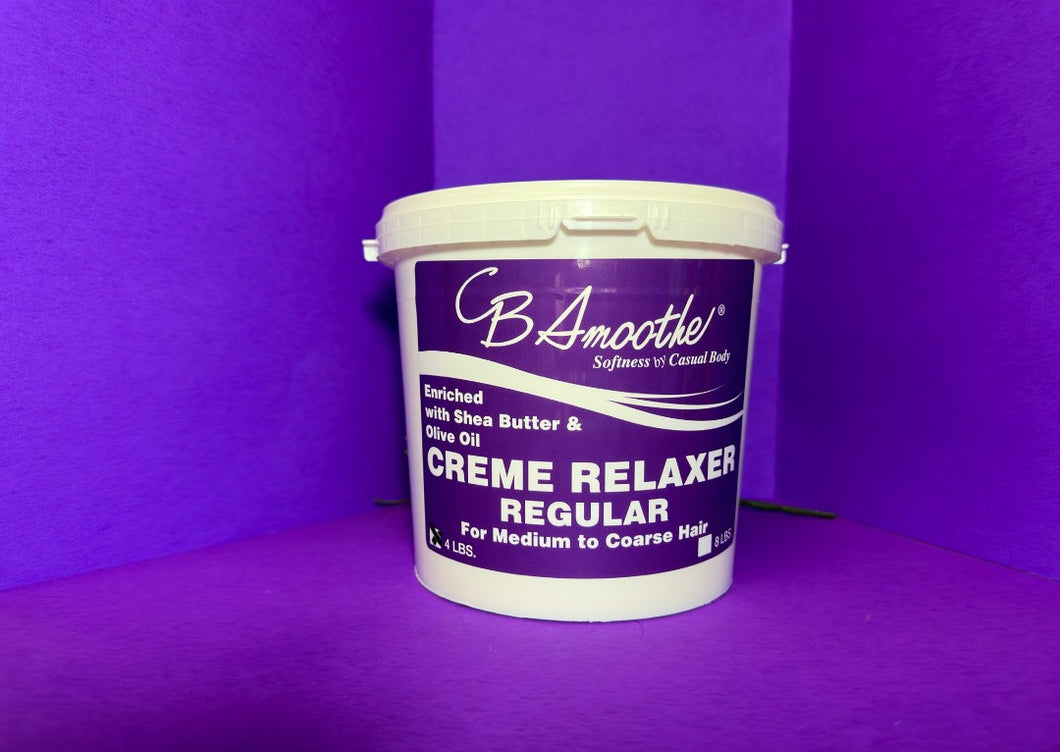 CB Smoothe®
Softness by Casual Body
Enriched
with Shea Butter &
Olive Oil
CREME RELAXER
REGULAR
For Medium to Coarse Hair
4 LBS.
8 LBS